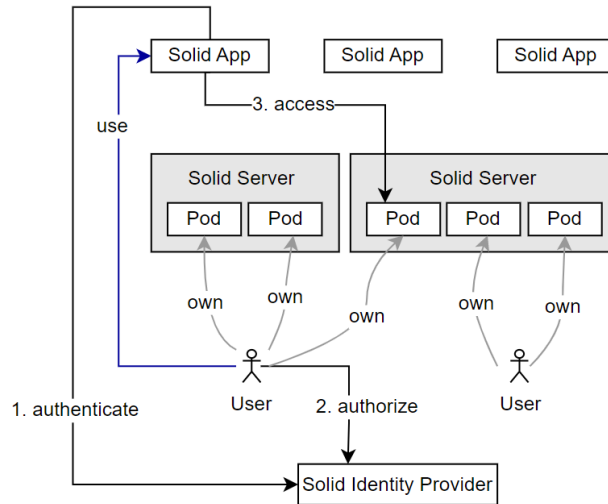 Solid App
Solid App
Solid App
3. access
use
Solid Server
Solid Server
Pod
Pod
Pod
Pod
Pod
own
own
own
own
own
User
User
1. authenticate
2. authorize
Solid Identity Provider